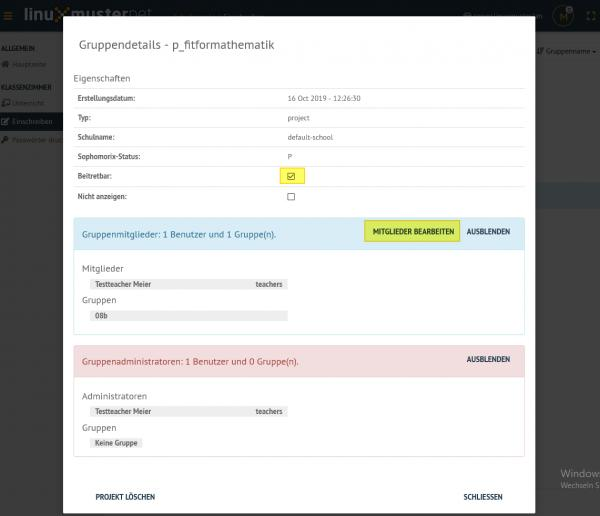 linuxmusternet
M
Gruppendetails - p_fitformathematik
ALLGEMEIN
Gruppenname
Hauptseite
Eigenschaften
KLASSENZIMMER
Erstellungsdatum: 16 Oct 2019 - 12:26:30
Unterricht
Typ: project
Einschreiben
Schulname: default-school
Passwörter
Sophomorix-Status: P
Beitretbar:
Nicht anzeigen:
Gruppenmitglieder: 1 Benutzer und 1 Gruppe(n). MITGLIEDER BEARBEITEN AUSBLENDEN
Mitglieder
Testteacher Meier teachers
Gruppen
08b
Gruppenadministratoren: 1 Benutzer und 0 Gruppe(n). AUSBLENDEN
Administratoren
Testteacher Meier teachers
Gruppen
Keine Gruppe
Windows
Wechseln S
PROJEKT LÖSCHEN SCHLIESSEN